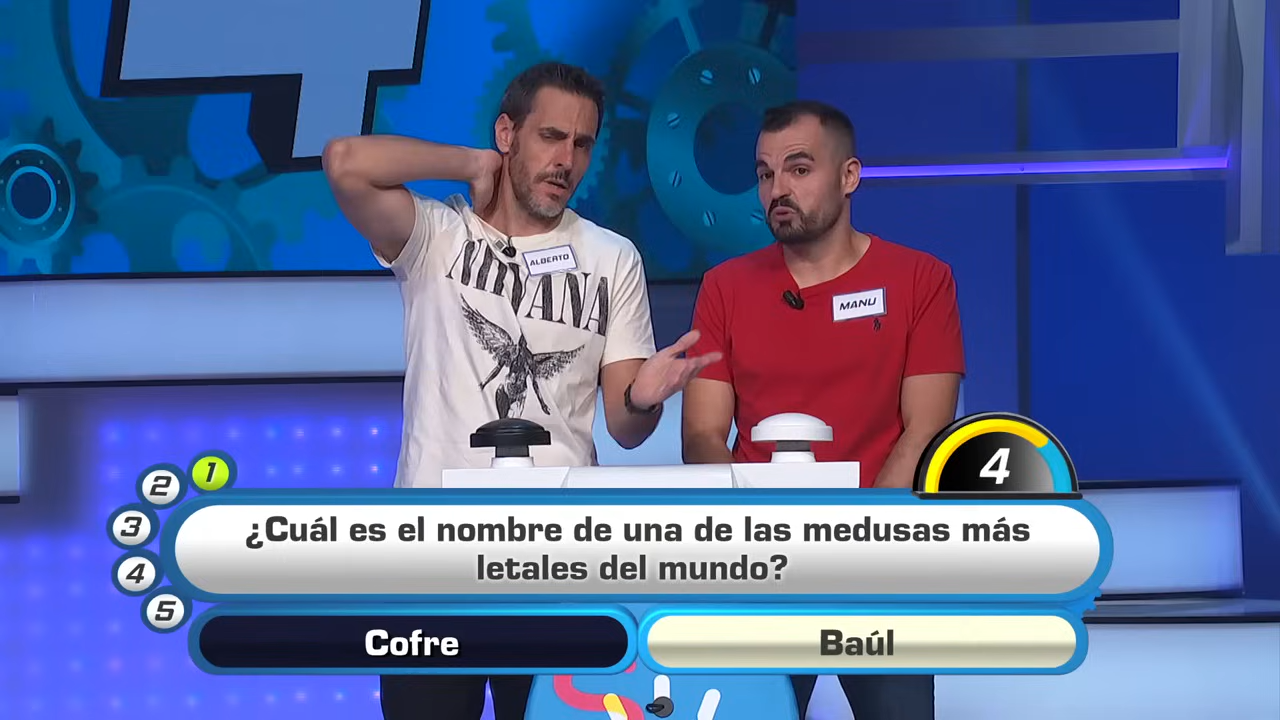 NIRVANA
ALBERTO
MANU
4
1
2
3
4
5
¿Cuál es el nombre de una de las medusas más
letales del mundo?
Cofre
Baúl